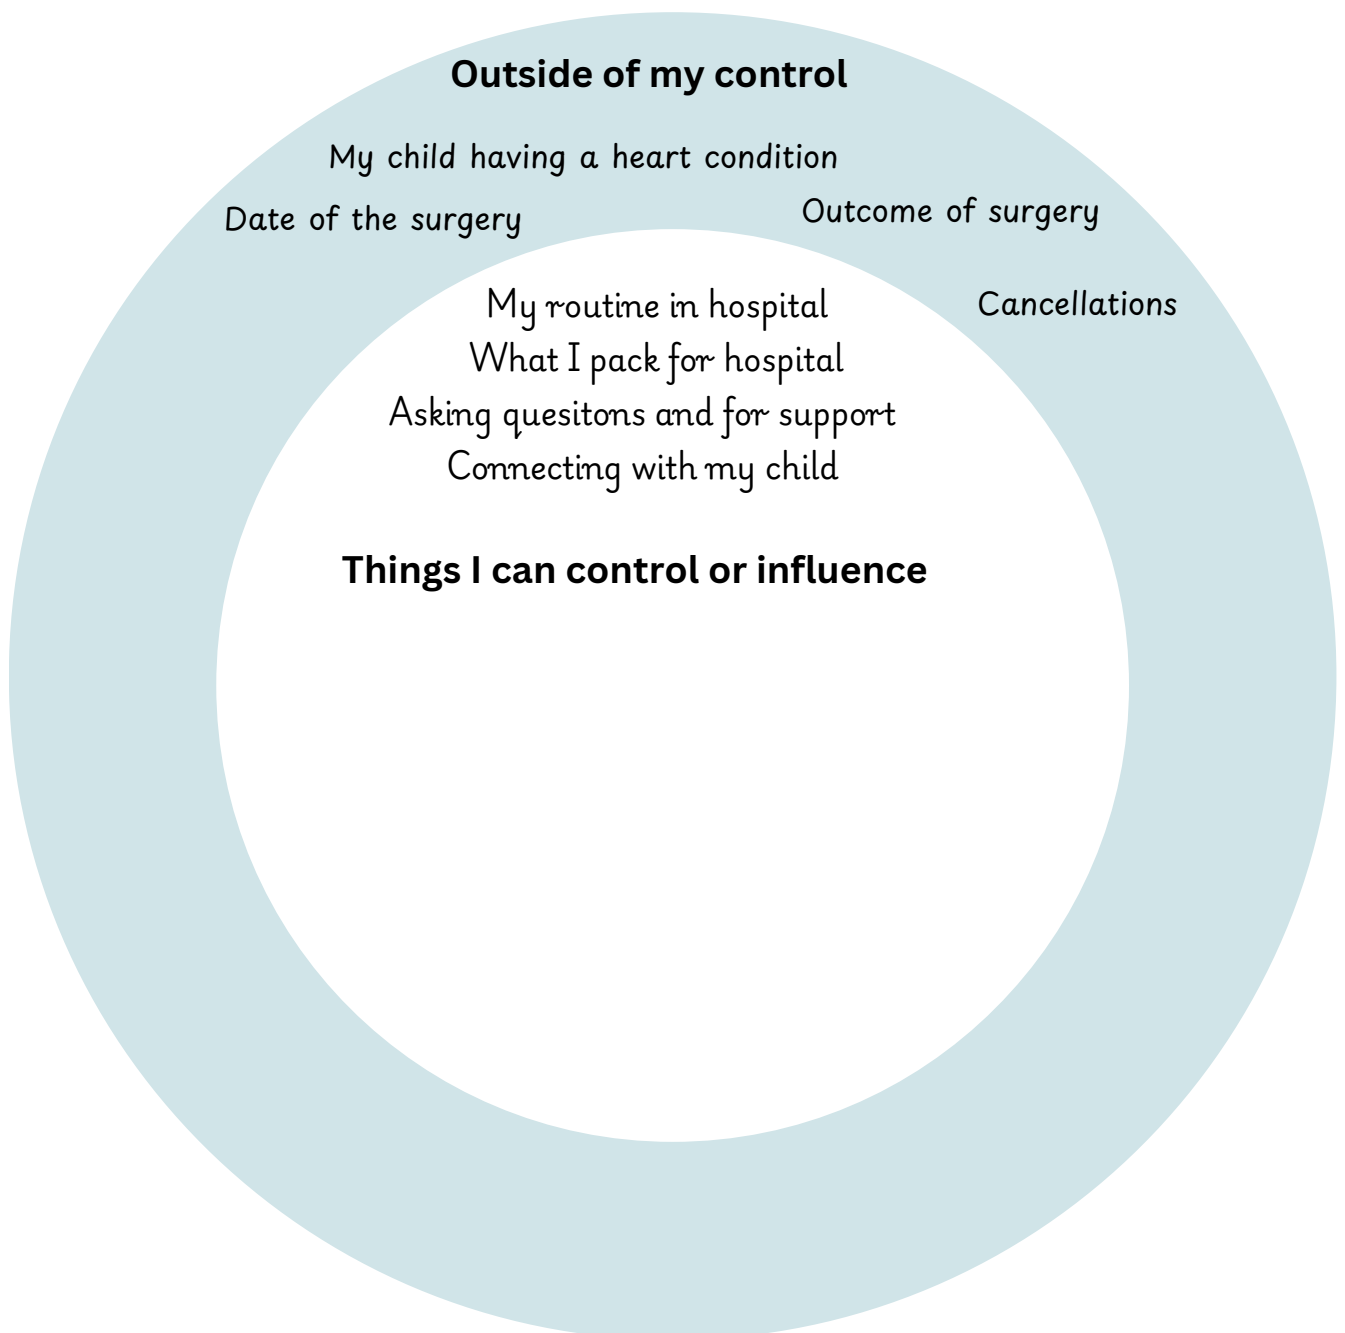 Outside of my control
My child having a heart condition
Date of the surgery
Outcome of surgery
Cancellations
My routine in hospital
What I pack for hospital
Asking quesitons and for support
Connecting with my child
Things I can control or influence